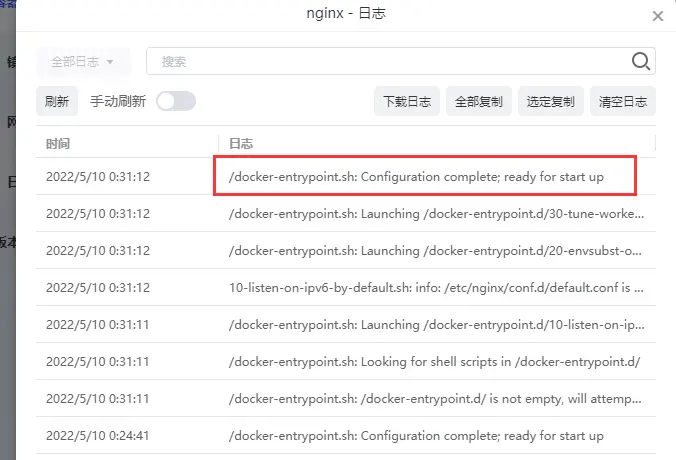 nginx - 日志
全部日志
搜索
刷新 手动刷新 下载日志 全部复制 选定复制 清空日志
时间 日志
2022/5/10 0:31:12 /docker-entrypoint.sh: Configuration complete; ready for start up
2022/5/10 0:31:12 /docker-entrypoint.sh: Launching /docker-entrypoint.d/30-tune-worke...
2022/5/10 0:31:12 /docker-entrypoint.sh: Launching /docker-entrypoint.d/20-envsubst-o...
2022/5/10 0:31:12 10-listen-on-ipv6-by-default.sh: info: /etc/nginx/conf.d/default.conf is ...
2022/5/10 0:31:11 /docker-entrypoint.sh: Launching /docker-entrypoint.d/10-listen-on-ip...
2022/5/10 0:31:11 /docker-entrypoint.sh: Looking for shell scripts in /docker-entrypoint.d/
2022/5/10 0:31:11 /docker-entrypoint.sh: /docker-entrypoint.d/ is not empty, will attemp...
2022/5/10 0:24:41 /docker-entrypoint.sh: Configuration complete; ready for start up